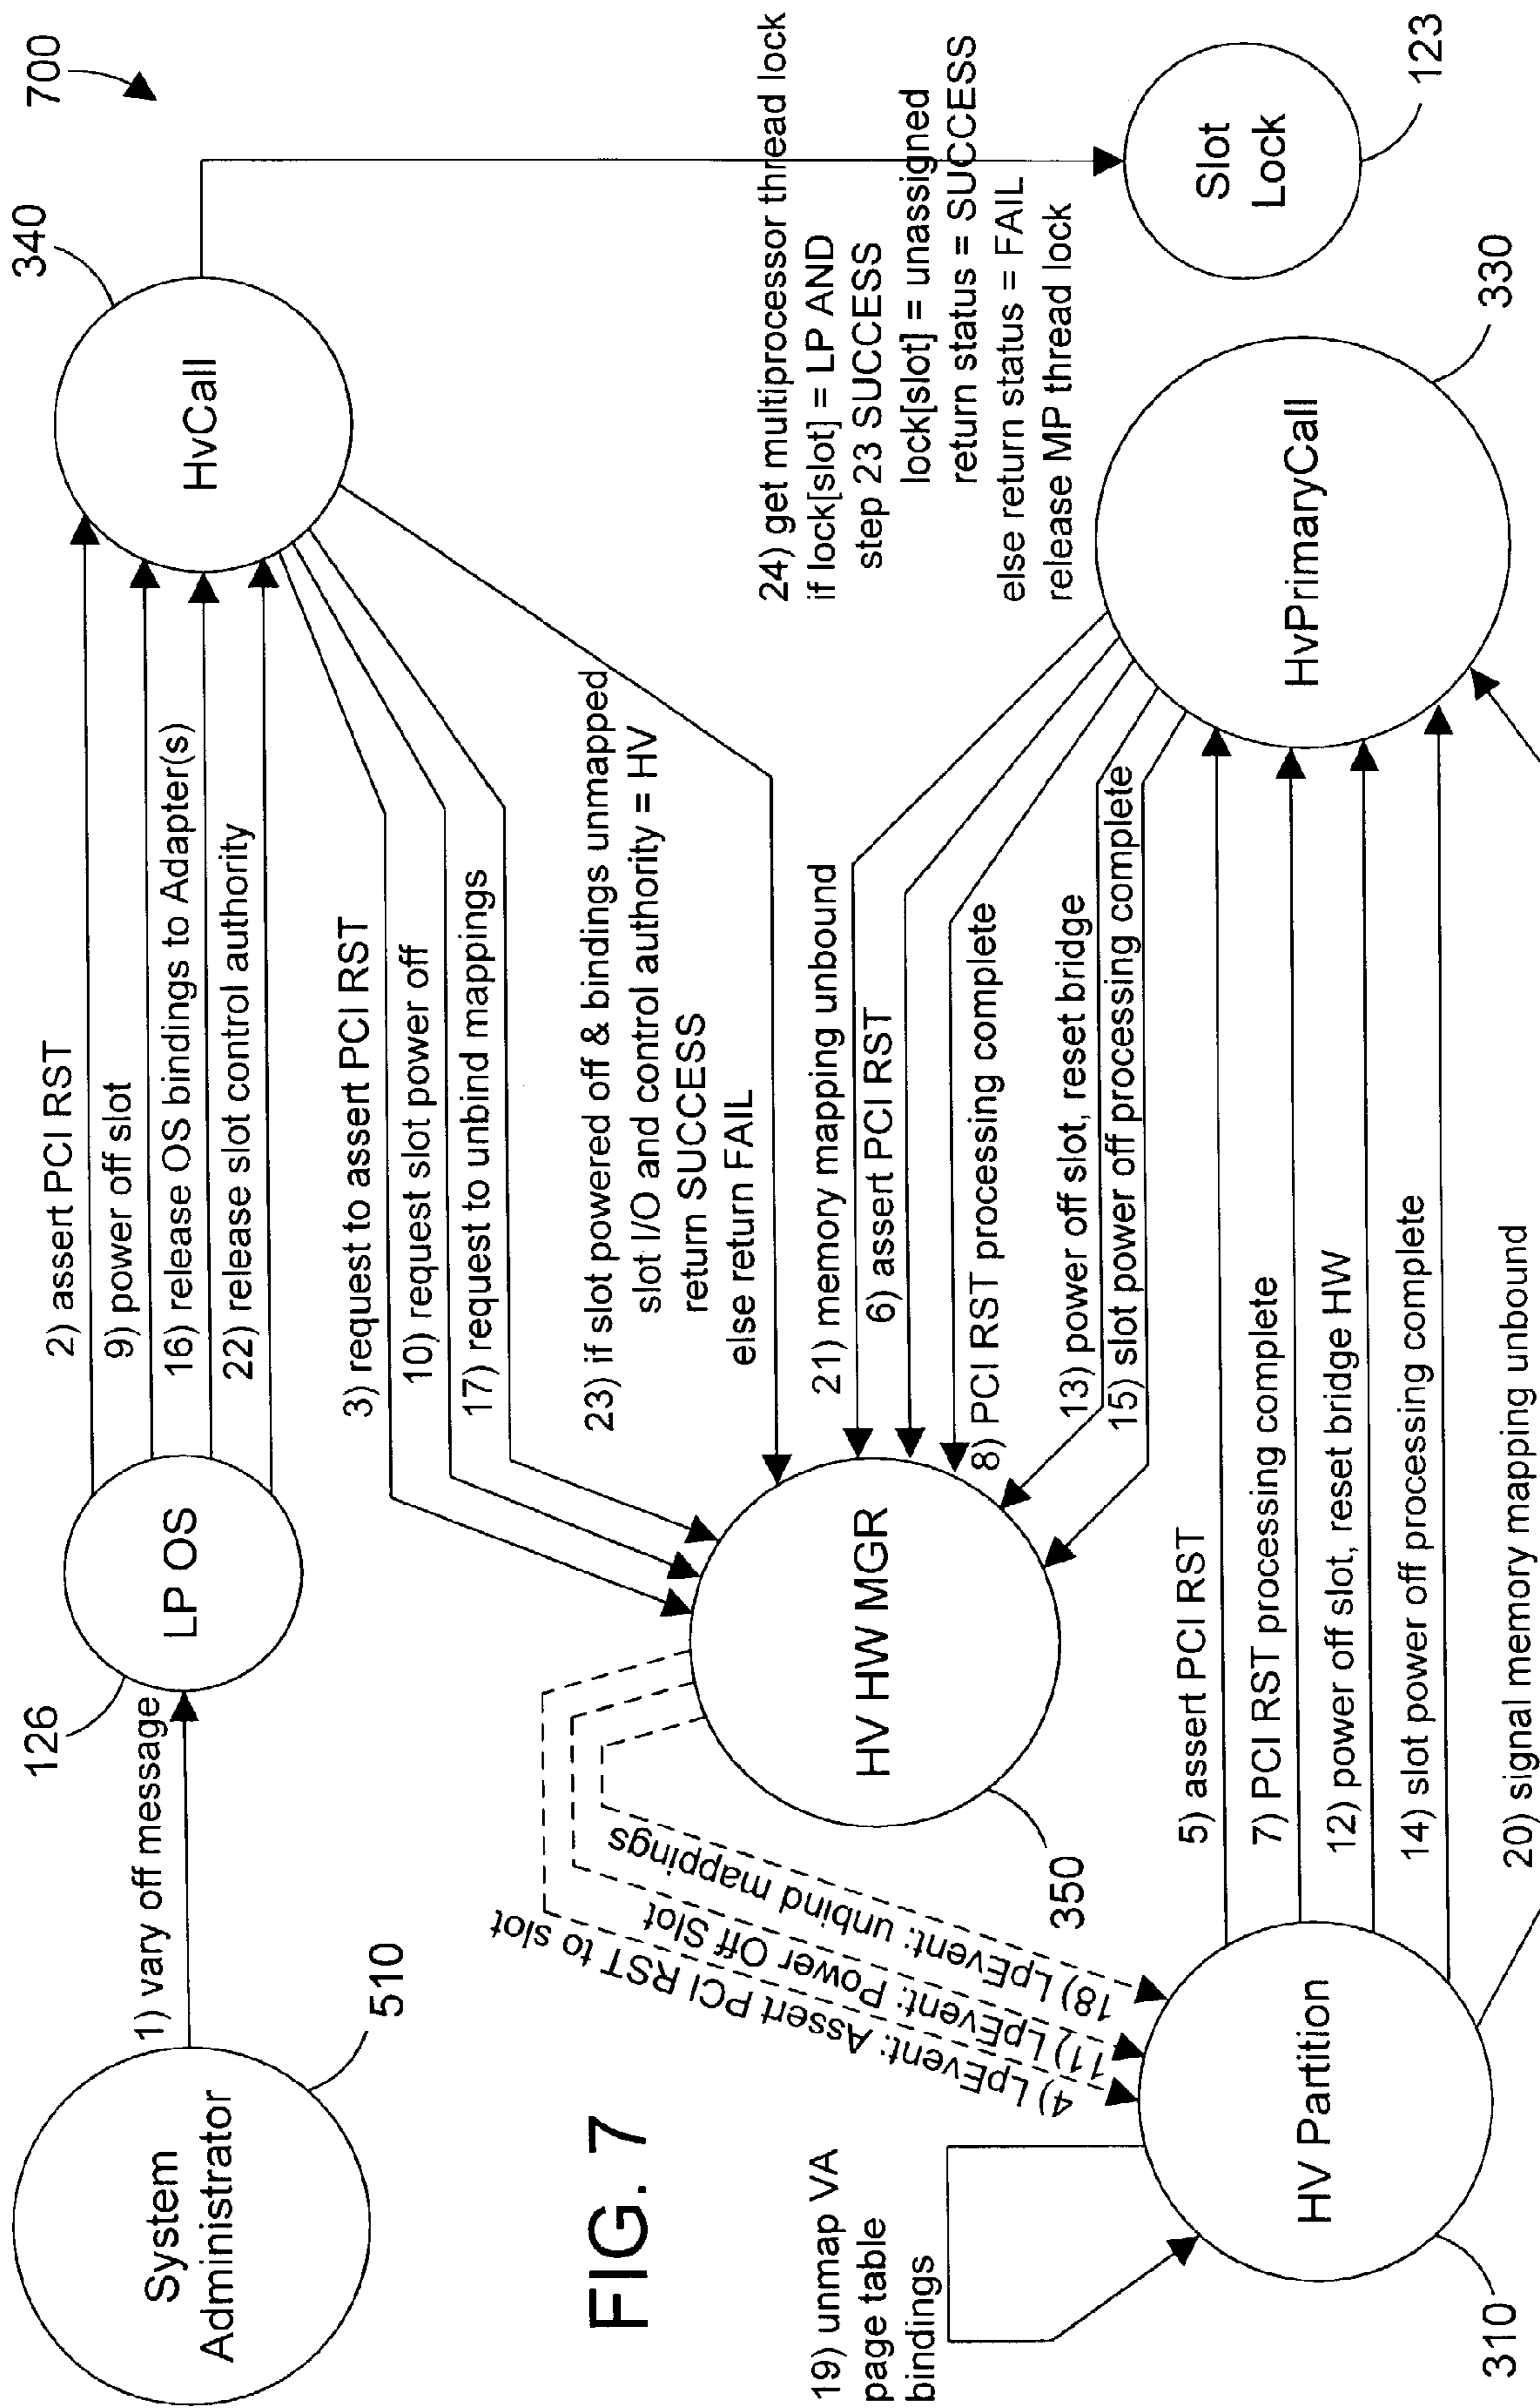 700
340
HvCall
126
LP OS
System
Administrator
510
1) vary off message
2) assert PCI RST
9) power off slot
16) release OS bindings to Adapter(s)
22) release slot control authority
3) request to assert PCI RST
10) request slot power off
17) request to unbind mappings
23) if slot powered off & bindings unmapped
slot I/O and control authority = HV
return SUCCESS
else return FAIL
24) get multiprocessor thread lock
if lock[slot] = LP AND
step 23 SUCCESS
lock[slot] = unassigned
return status = SUCCESS
else return status = FAIL
release MP thread lock
Slot
Lock
123
FIG. 7
HV HW MGR
350
4) LpEvent: Assert PCI RST to slot
11) LpEvent: Power Off Slot
18) LpEvent: unbind mappings
21) memory mapping unbound
6) assert PCI RST
8) PCI RST processing complete
13) power off slot, reset bridge
15) slot power off processing complete
HvPrimaryCall
330
19) unmap VA
page table
bindings
HV Partition
310
5) assert PCI RST
7) PCI RST processing complete
12) power off slot, reset bridge HW
14) slot power off processing complete
20) signal memory mapping unbound